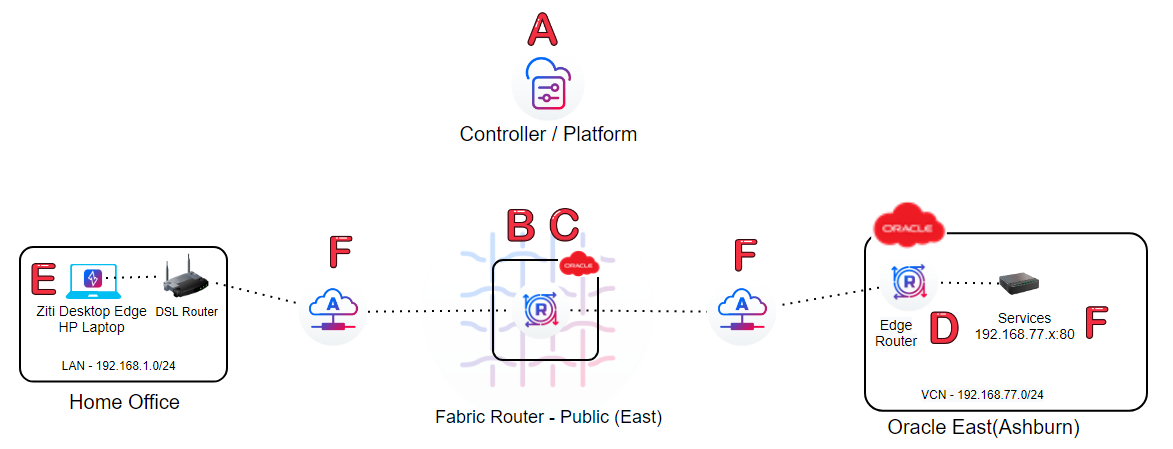 A
Controller / Platform
B C
F
F
ORACLE
ORACLE
E
Ziti Desktop Edge
HP Laptop
DSL Router
LAN - 192.168.1.0/24
Home Office
A
R
Fabric Router - Public (East)
A
R
Edge
Router
D
Services
192.168.77.x:80
F
VCN - 192.168.77.0/24
Oracle East(Ashburn)